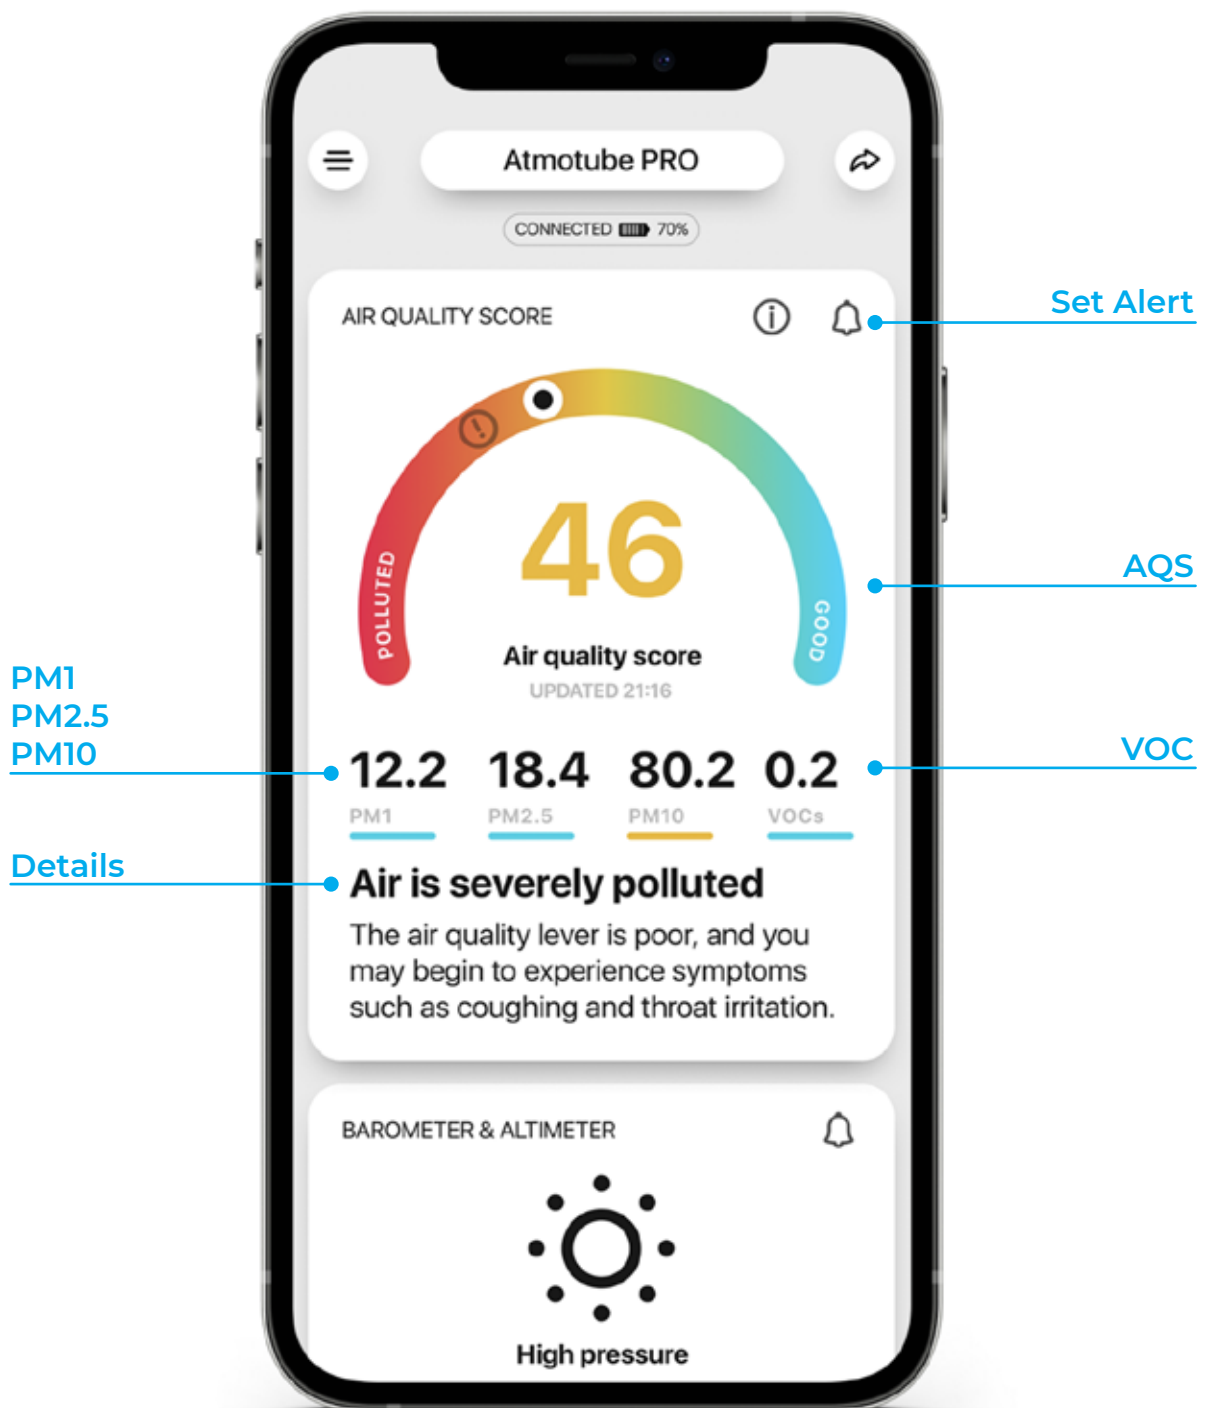 Atmotube PRO
CONNECTED 70%
AIR QUALITY SCORE
Set Alert
POLLUTED
46
GOOD
AQS
Air quality score
UPDATED 21:16
PM1
PM2.5
PM10
VOC
12.2 18.4 80.2 0.2
PM1 PM2.5 PM10 VOCs
Details
Air is severely polluted
The air quality lever is poor, and you
may begin to experience symptoms
such as coughing and throat irritation.
BAROMETER & ALTIMETER
High pressure